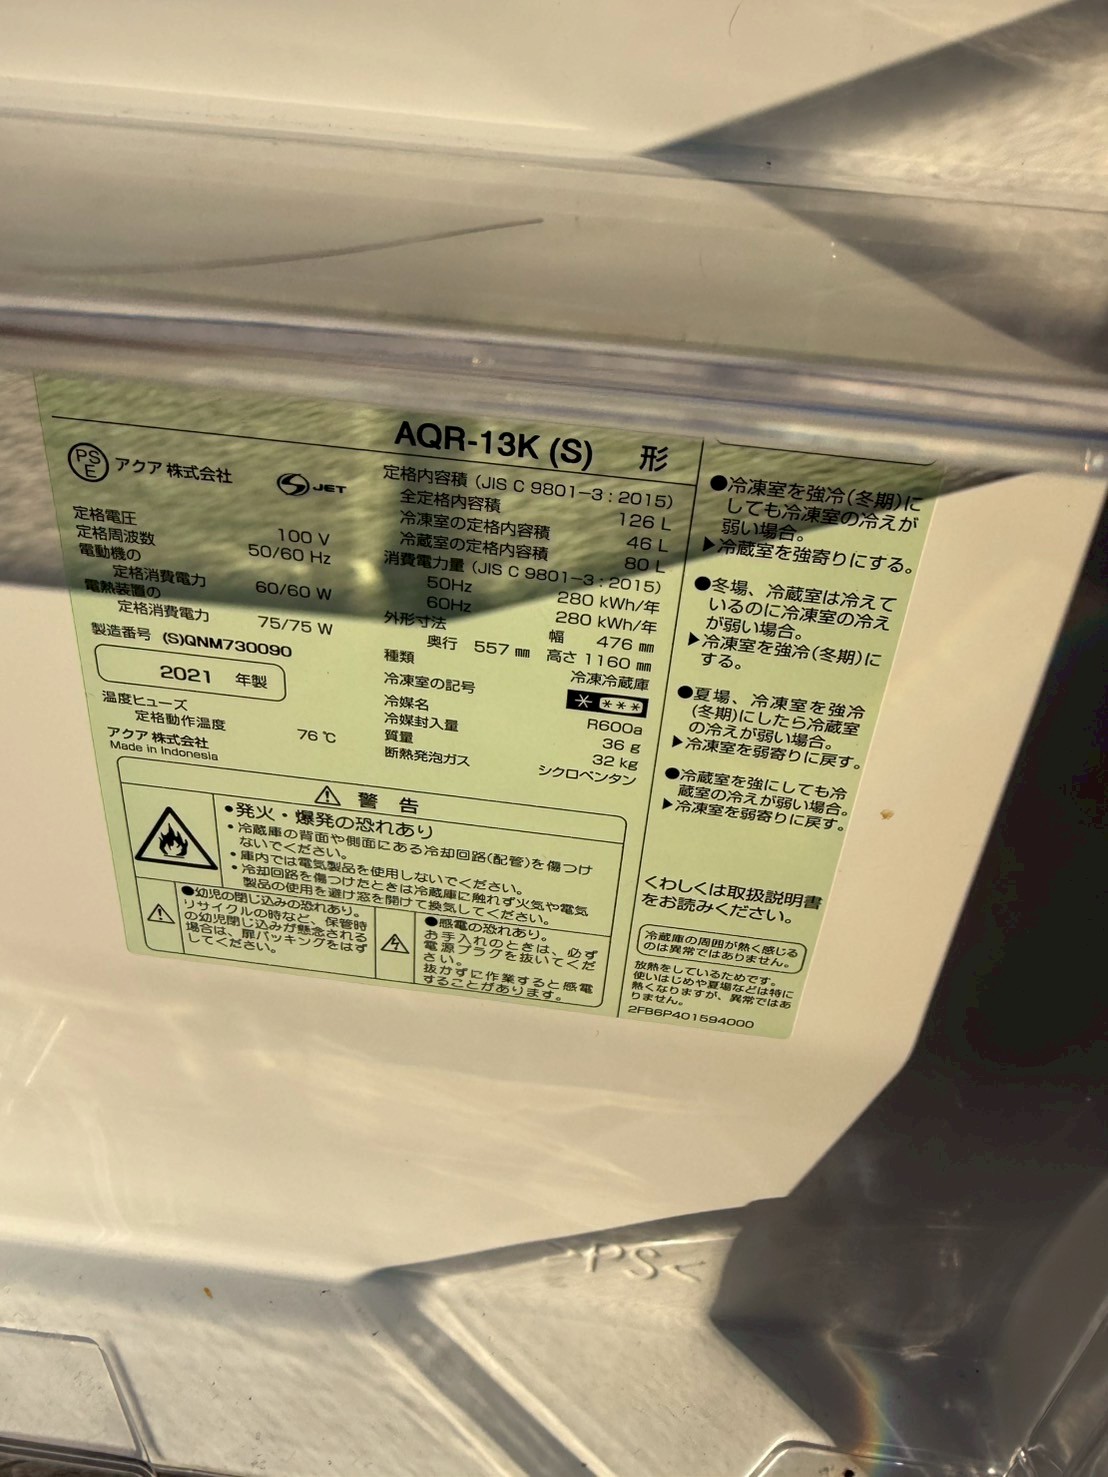 AQR-13K (S) 形
PSE アクア 株式会社 JET
定格電圧 100 V
定格周波数 50/60 Hz
電動機の
定格消費電力 60/60 W
電熱装置の
定格消費電力 75/75 W
製造番号 (S)QNM730090
2021 年製
温度ヒューズ
定格動作温度 76 ℃
アクア 株式会社
Made in Indonesia
定格内容積 (JIS C 9801-3 : 2015)
全定格内容積 126 L
冷凍室の定格内容積 46 L
冷蔵室の定格内容積 80 L
消費電力量 (JIS C 9801-3 : 2015)
50Hz 280 kWh/年
60Hz 280 kWh/年
外形寸法 幅 476 mm
奥行 557 mm 高さ 1160 mm
種類 冷凍冷蔵庫
冷凍室の記号 * ***
冷媒名 R600a
冷媒封入量 36 g
質量 32 kg
断熱発泡ガス シクロペンタン
⚠ 警 告
•発火・爆発の恐れあり
・冷蔵庫の背面や側面にある冷却回路(配管)を傷つけ
ないでください。
・庫内では電気製品を使用しないでください。
・冷却回路を傷つけたときは冷蔵庫に触れず火気や電気
製品の使用を避け窓を開けて換気してください。
●幼児の閉じ込みの恐れあり。
リサイクルの時など、保管時
の幼児閉じ込みが懸念される
場合は、扉パッキングをはず
してください。
●感電の恐れあり。
お手入れのときは、必ず
電源プラグを抜いてくだ
さい。
抜かずに作業すると感電
することがあります。
●冷凍室を強冷(冬期)に
しても冷凍室の冷えが
弱い場合。
▶冷蔵室を強寄りにする。
●冬場、冷蔵室は冷えて
いるのに冷凍室の冷え
が弱い場合。
▶冷凍室を強冷(冬期)に
する。
●夏場、冷凍室を強冷
(冬期)にしたら冷蔵室
の冷えが弱い場合。
▶冷凍室を弱寄りに戻す。
●冷蔵室を強にしても冷
蔵室の冷えが弱い場合。
▶冷凍室を弱寄りに戻す。
くわしくは取扱説明書
をお読みください。
冷蔵庫の周囲が熱く感じる
のは異常ではありません。
放熱をしているためです。
使いはじめや夏場などは特に
熱くなりますが、異常ではあ
りません。
2FB6P401594000
>PS<